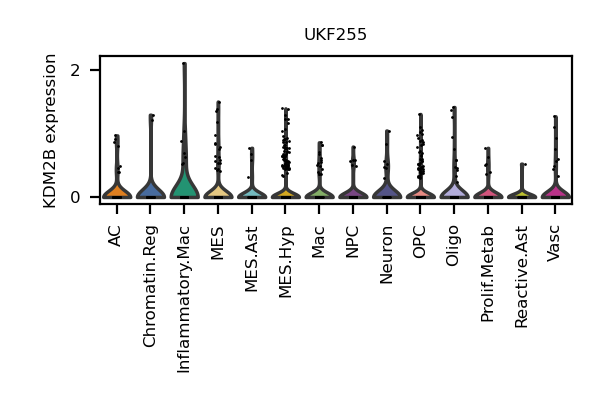 UKF255
KDM2B expression
2
0
AC
Chromatin.Reg
Inflammatory.Mac
MES
MES.Ast
MES.Hyp
Mac
NPC
Neuron
OPC
Oligo
Prolif.Metab
Reactive.Ast
Vasc